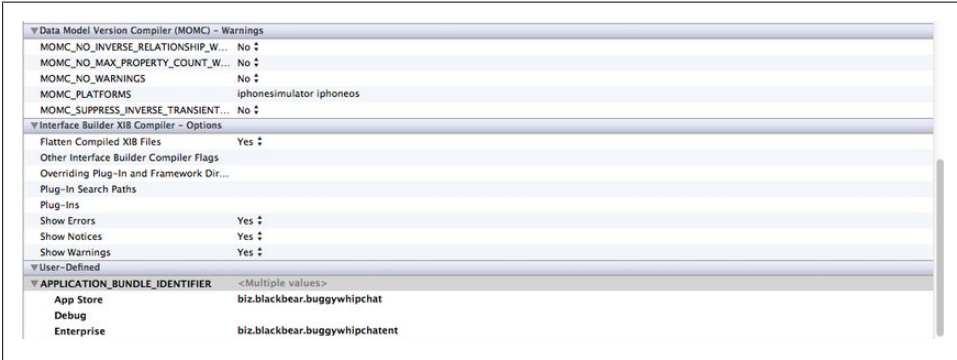 Data Model Version Compiler (MOMC) – Warnings
MOMC_NO_INVERSE_RELATIONSHIP_W... No
MOMC_NO_MAX_PROPERTY_COUNT_W... No
MOMC_NO_WARNINGS No
MOMC_PLATFORMS iphonesimulator iphoneos
MOMC_SUPPRESS_INVERSE_TRANSIENT... No
Interface Builder XIB Compiler – Options
Flatten Compiled XIB Files Yes
Other Interface Builder Compiler Flags
Overriding Plug-In and Framework Dir...
Plug-In Search Paths
Plug-Ins
Show Errors Yes
Show Notices Yes
Show Warnings Yes
User-Defined
APPLICATION_BUNDLE_IDENTIFIER <Multiple values>
App Store biz.blackbear.buggywhipchat
Debug
Enterprise biz.blackbear.buggywhipchatent